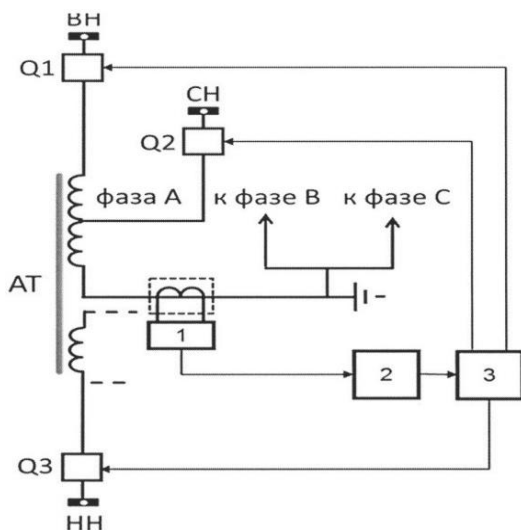 ВН
Q1
СН
Q2
фаза А к фазе В к фазе С
АТ
1
2
3
Q3
НН